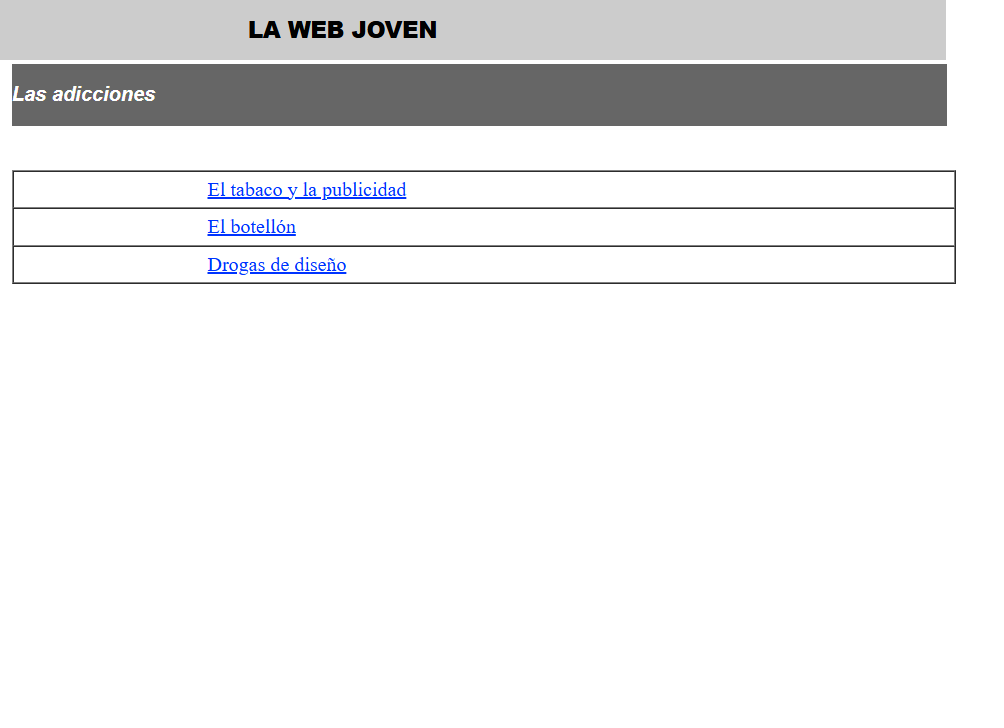 LA WEB JOVEN
Las adicciones
El tabaco y la publicidad
El botellón
Drogas de diseño